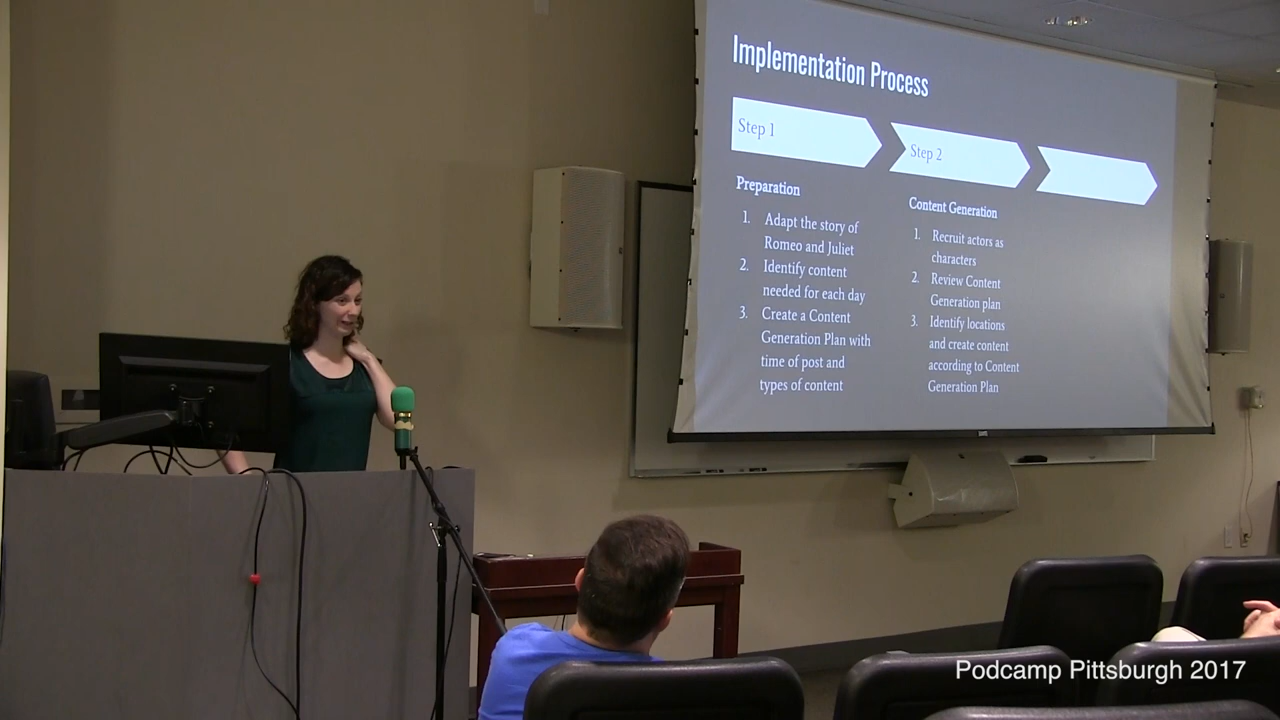 Implementation Process
Step 1
Step 2
Preparation
1. Adapt the story of
Romeo and Juliet
2. Identify content
needed for each day
3. Create a Content
Generation Plan with
time of post and
types of content
Content Generation
1. Recruit actors as
characters
2. Review Content
Generation plan
3. Identify locations
and create content
according to Content
Generation Plan
Podcamp Pittsburgh 2017